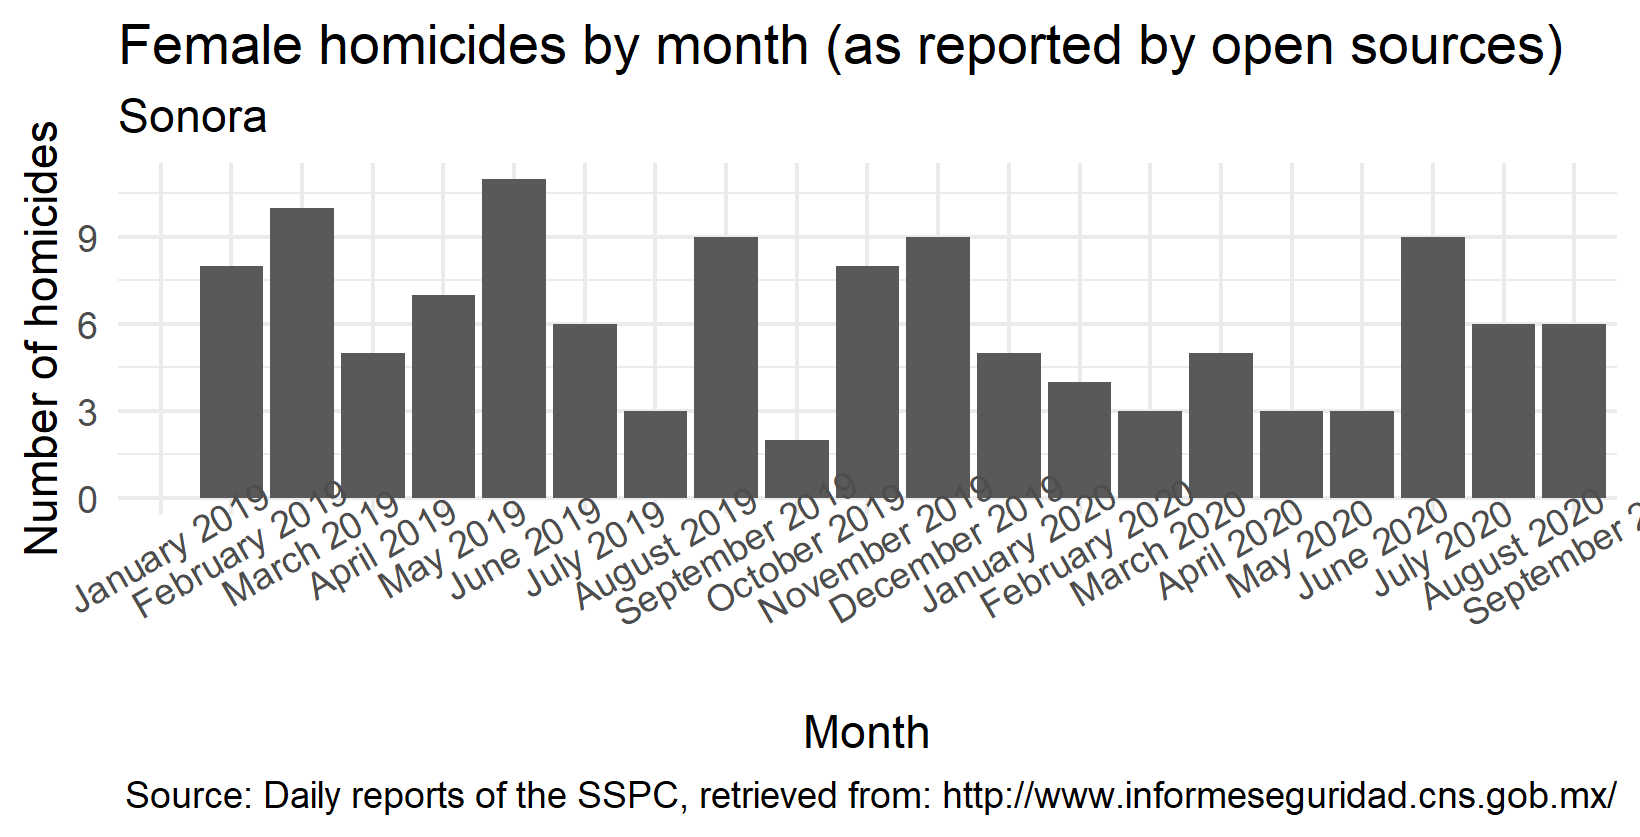 Female homicides by month (as reported by open sources)
Sonora
Number of homicides
9
6
3
0
January 2019
February 2019
March 2019
April 2019
May 2019
June 2019
July 2019
August 2019
September 2019
October 2019
November 2019
December 2019
January 2020
February 2020
March 2020
April 2020
May 2020
June 2020
July 2020
August 2020
September
Month
Source: Daily reports of the SSPC, retrieved from: http://www.informeseguridad.cns.gob.mx/